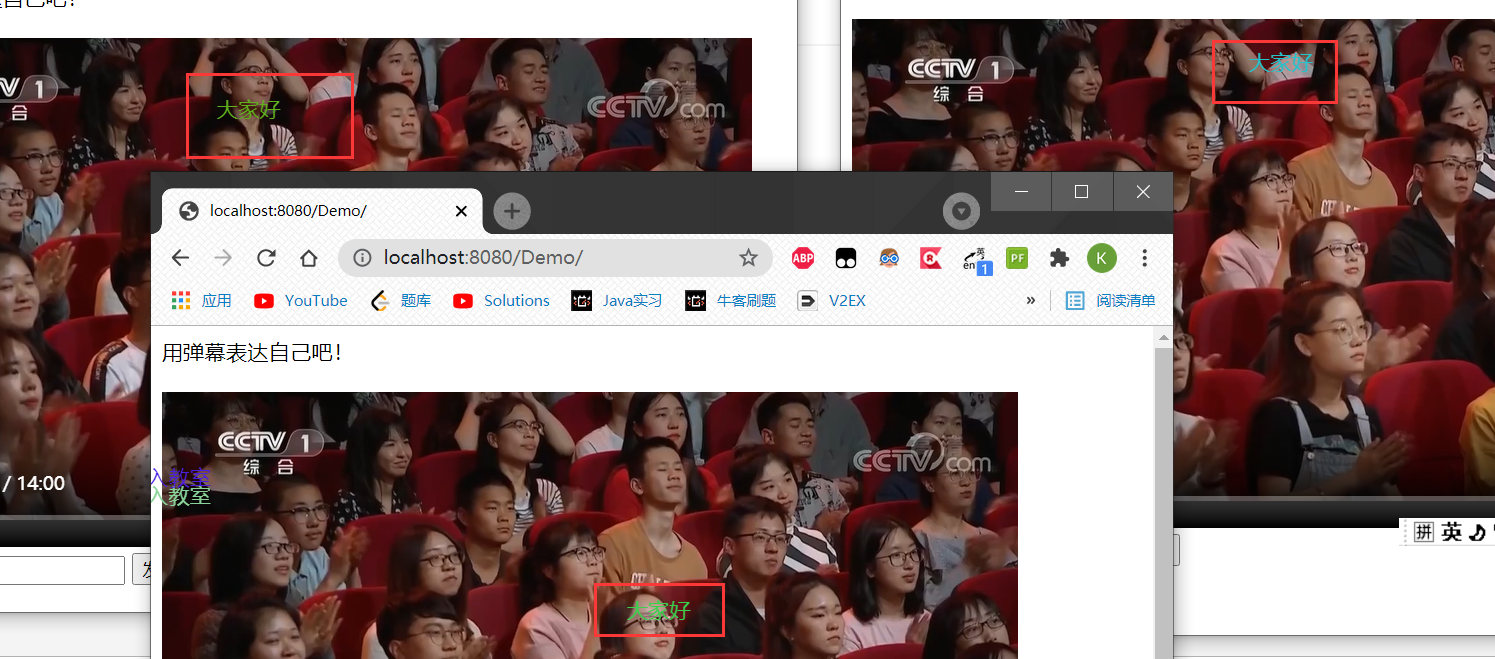 达自己吧!
TV 1
合
大家好
CCTV.com
CCTV 1
综 合
大家好
localhost:8080/Demo/
localhost:8080/Demo/
ABP
英
en
1
PF
K
应用
YouTube
题库
Solutions
Java实习
牛客刷题
V2EX
»
阅读清单
用弹幕表达自己吧!
CCTV 1
综 合
CCTV.com
入教室
入教室
/ 14:00
拼 英
大家好